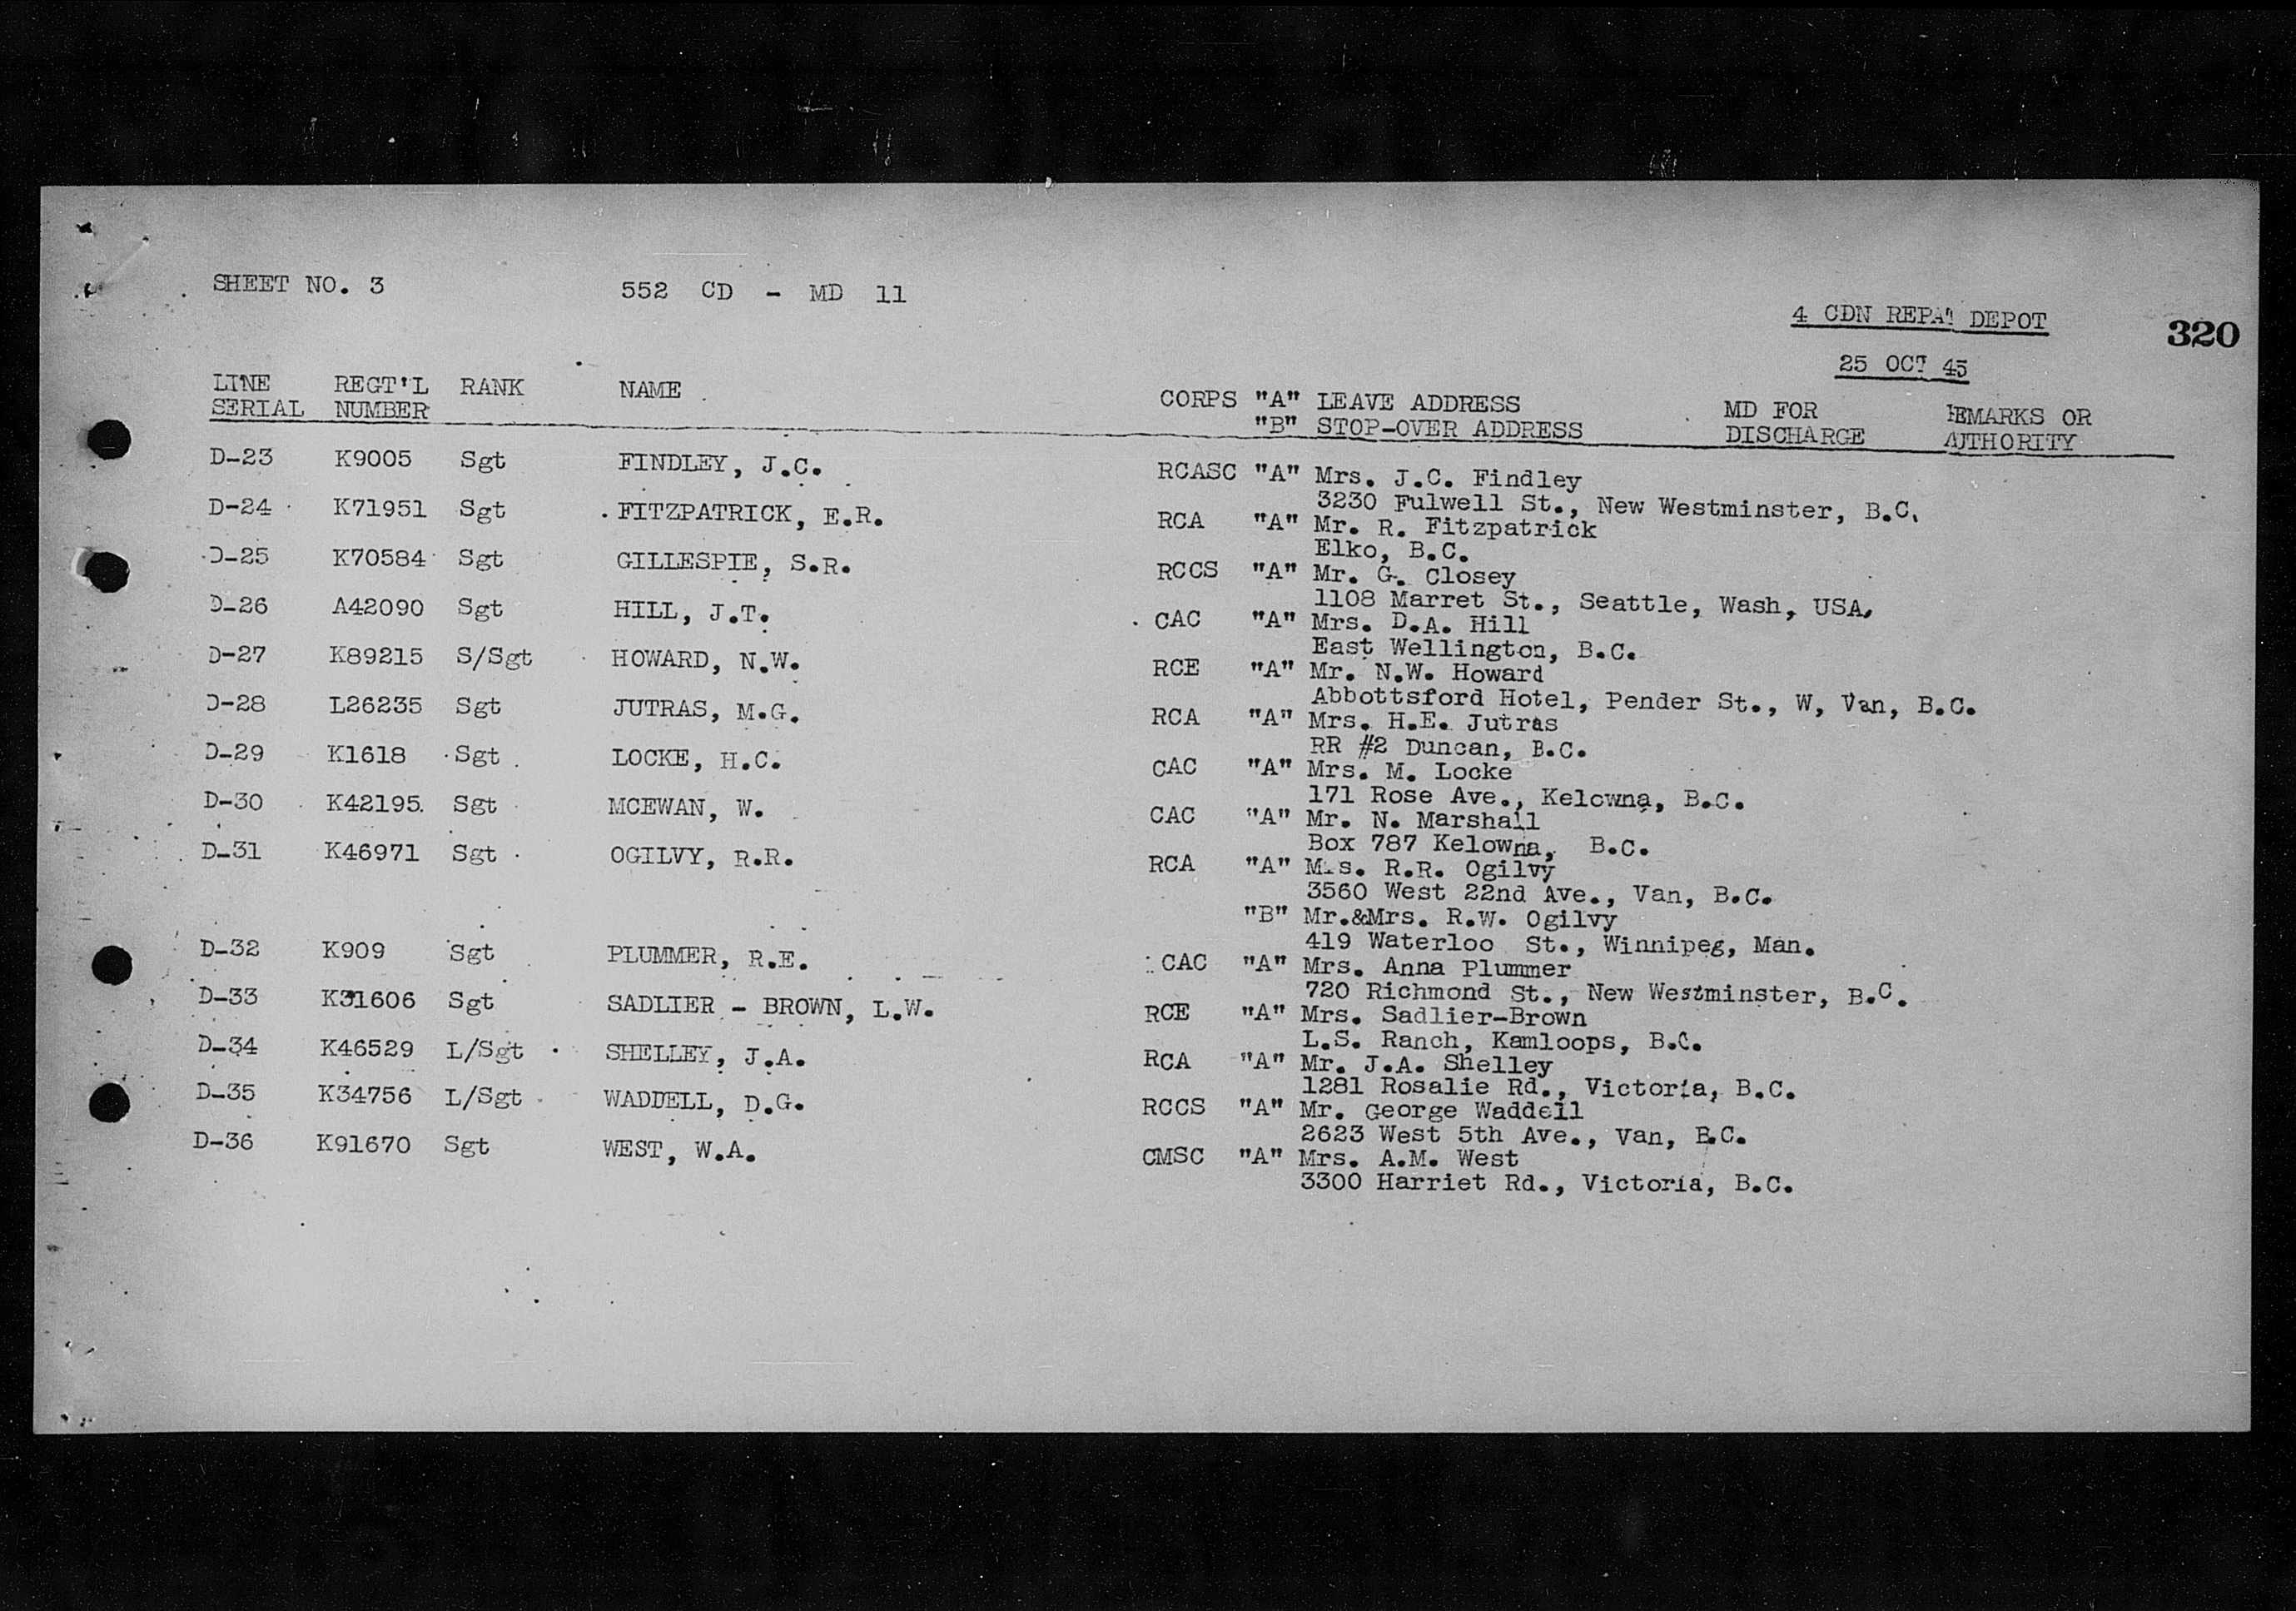 SHEET NO. 3 552 CD - MD 11
4 CDN REPAT DEPOT 320
25 OCT 45
LINE REGT'L RANK NAME CORPS "A" LEAVE ADDRESS MD FOR REMARKS OR
SERIAL NUMBER "B" STOP-OVER ADDRESS DISCHARGE AUTHORITY
D-23 K9005 Sgt FINDLEY, J.C. RCASC "A" Mrs. J.C. Findley
3230 Fulwell St., New Westminster, B.C.
D-24 K71951 Sgt FITZPATRICK, E.R. RCA "A" Mr. R. Fitzpatrick
Elko, B.C.
D-25 K70584 Sgt GILLESPIE, S.R. RCCS "A" Mr. G. Closey
1108 Marret St., Seattle, Wash, USA,
D-26 A42090 Sgt HILL, J.T. CAC "A" Mrs. D.A. Hill
East Wellington, B.C.
D-27 K89215 S/Sgt HOWARD, N.W. RCE "A" Mr. N.W. Howard
Abbottsford Hotel, Pender St., W, Van, B.C.
D-28 L26235 Sgt JUTRAS, M.G. RCA "A" Mrs. H.E. Jutras
RR #2 Duncan, B.C.
D-29 K1618 Sgt LOCKE, H.C. CAC "A" Mrs. M. Locke
171 Rose Ave., Kelowna, B.C.
D-30 K42195 Sgt MCEWAN, W. CAC "A" Mr. N. Marshall
Box 787 Kelowna, B.C.
D-31 K46971 Sgt OGILVY, R.R. RCA "A" Mrs. R.R. Ogilvy
3560 West 22nd Ave., Van, B.C.
"B" Mr.&Mrs. R.W. Ogilvy
419 Waterloo St., Winnipeg, Man.
D-32 K909 Sgt PLUMMER, R.E. CAC "A" Mrs. Anna Plummer
720 Richmond St., New Westminster, B.C.
D-33 K31606 Sgt SADLIER - BROWN, L.W. RCE "A" Mrs. Sadlier-Brown
L.S. Ranch, Kamloops, B.C.
D-34 K46529 L/Sgt SHELLEY, J.A. RCA "A" Mr. J.A. Shelley
1281 Rosalie Rd., Victoria, B.C.
D-35 K34756 L/Sgt WADDELL, D.G. RCCS "A" Mr. George Waddell
2623 West 5th Ave., Van, B.C.
D-36 K91670 Sgt WEST, W.A. CMSC "A" Mrs. A.M. West
3300 Harriet Rd., Victoria, B.C.